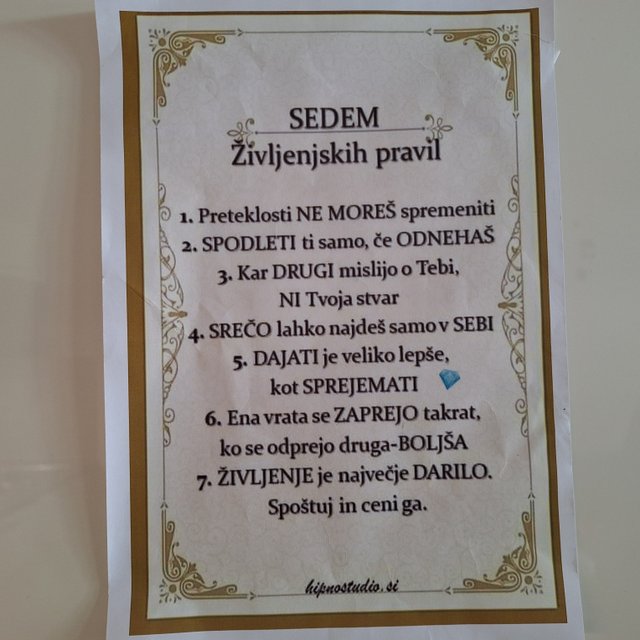 SEDEM
Življenjskih pravil
1. Preteklosti NE MOREŠ spremeniti
2. SPODLETI ti samo, če ODNEHAŠ
3. Kar DRUGI mislijo o Tebi,
NI Tvoja stvar
4. SREČO lahko najdeš samo v SEBI
5. DAJATI je veliko lepše,
kot SPREJEMATI
6. Ena vrata se ZAPREJO takrat,
ko se odprejo druga-BOLJŠA
7. ŽIVLJENJE je največje DARILO.
Spoštuj in ceni ga.
hipnostudio.si